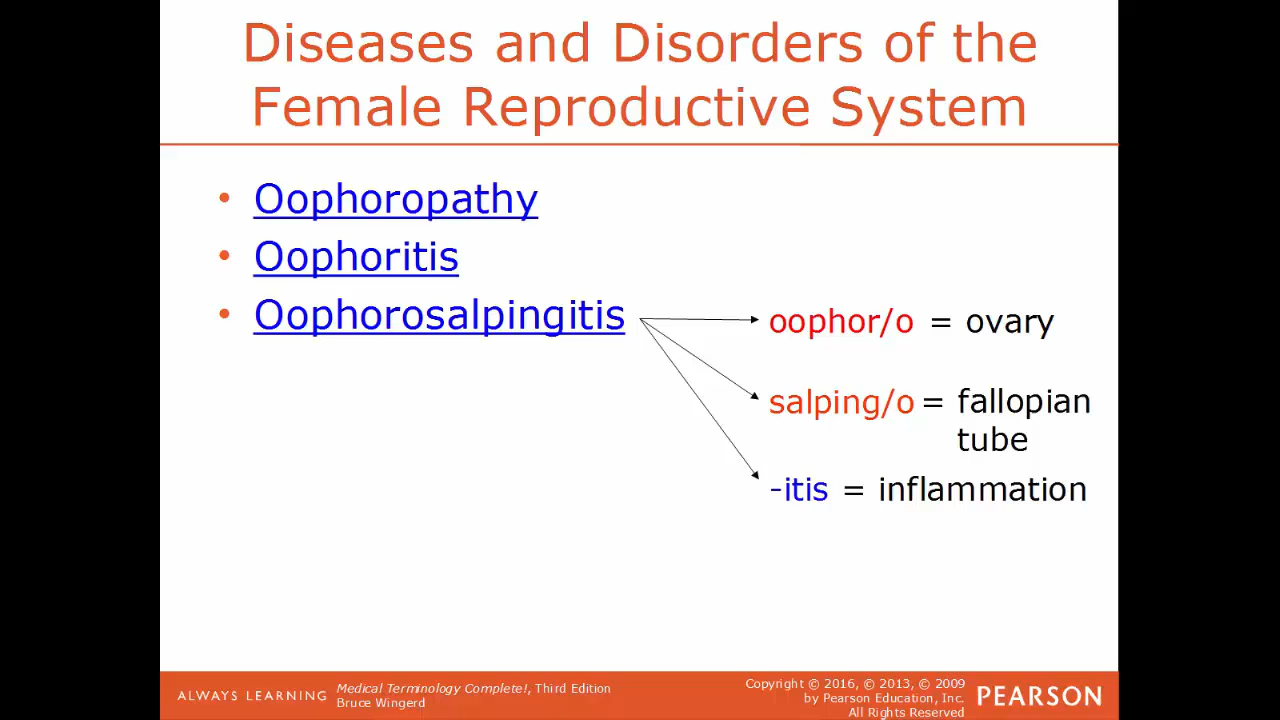 Diseases and Disorders of the
Female Reproductive System
• Oophoropathy
• Oophoritis
• Oophorosalpingitis
oophor/o = ovary
salping/o = fallopian
tube
-itis = inflammation
ALWAYS LEARNING
Medical Terminology Complete!, Third Edition
Bruce Wingerd
Copyright © 2016, © 2013, © 2009
by Pearson Education, Inc.
All Rights Reserved
PEARSON